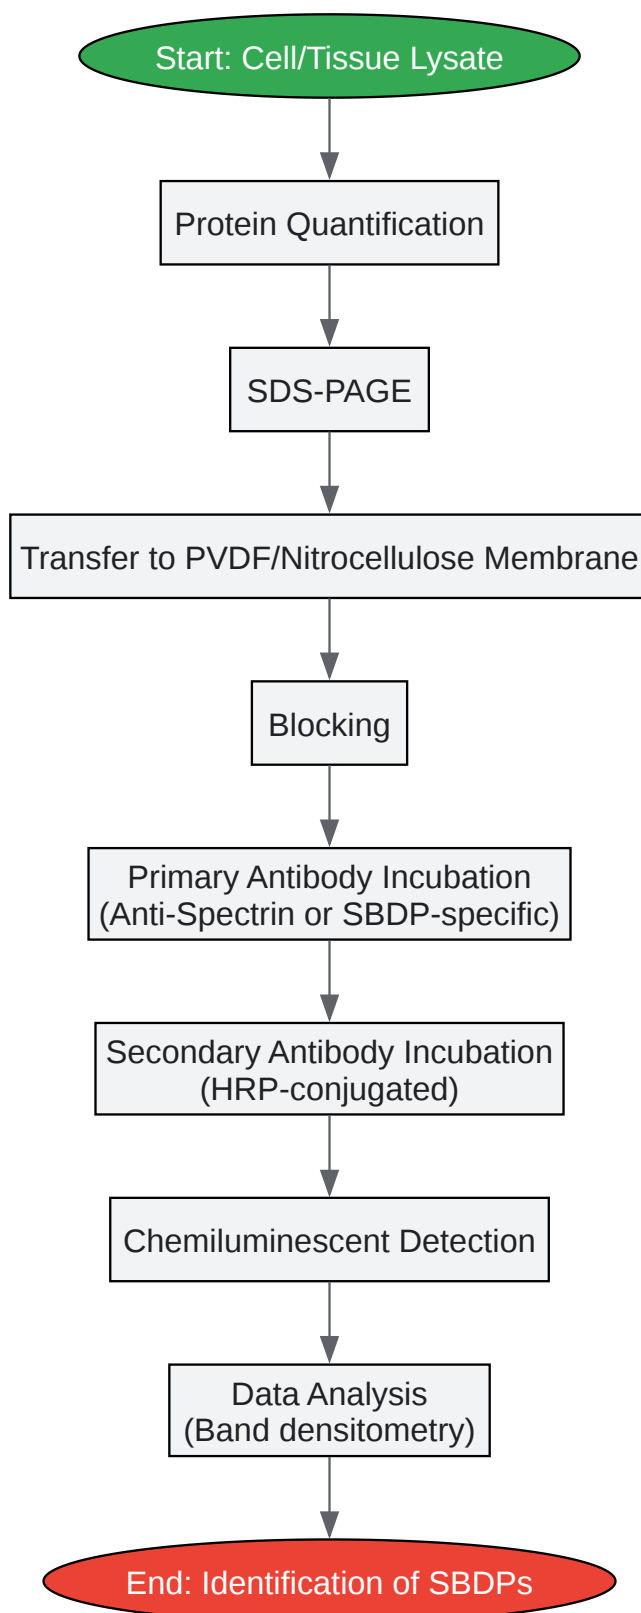 Start: Cell/Tissue Lysate
Protein Quantification
SDS-PAGE
Transfer to PVDF/Nitrocellulose Membrane
Blocking
Primary Antibody Incubation
(Anti-Spectrin or SBDP-specific)
Secondary Antibody Incubation
(HRP-conjugated)
Chemiluminescent Detection
Data Analysis
(Band densitometry)
End: Identification of SBDPs